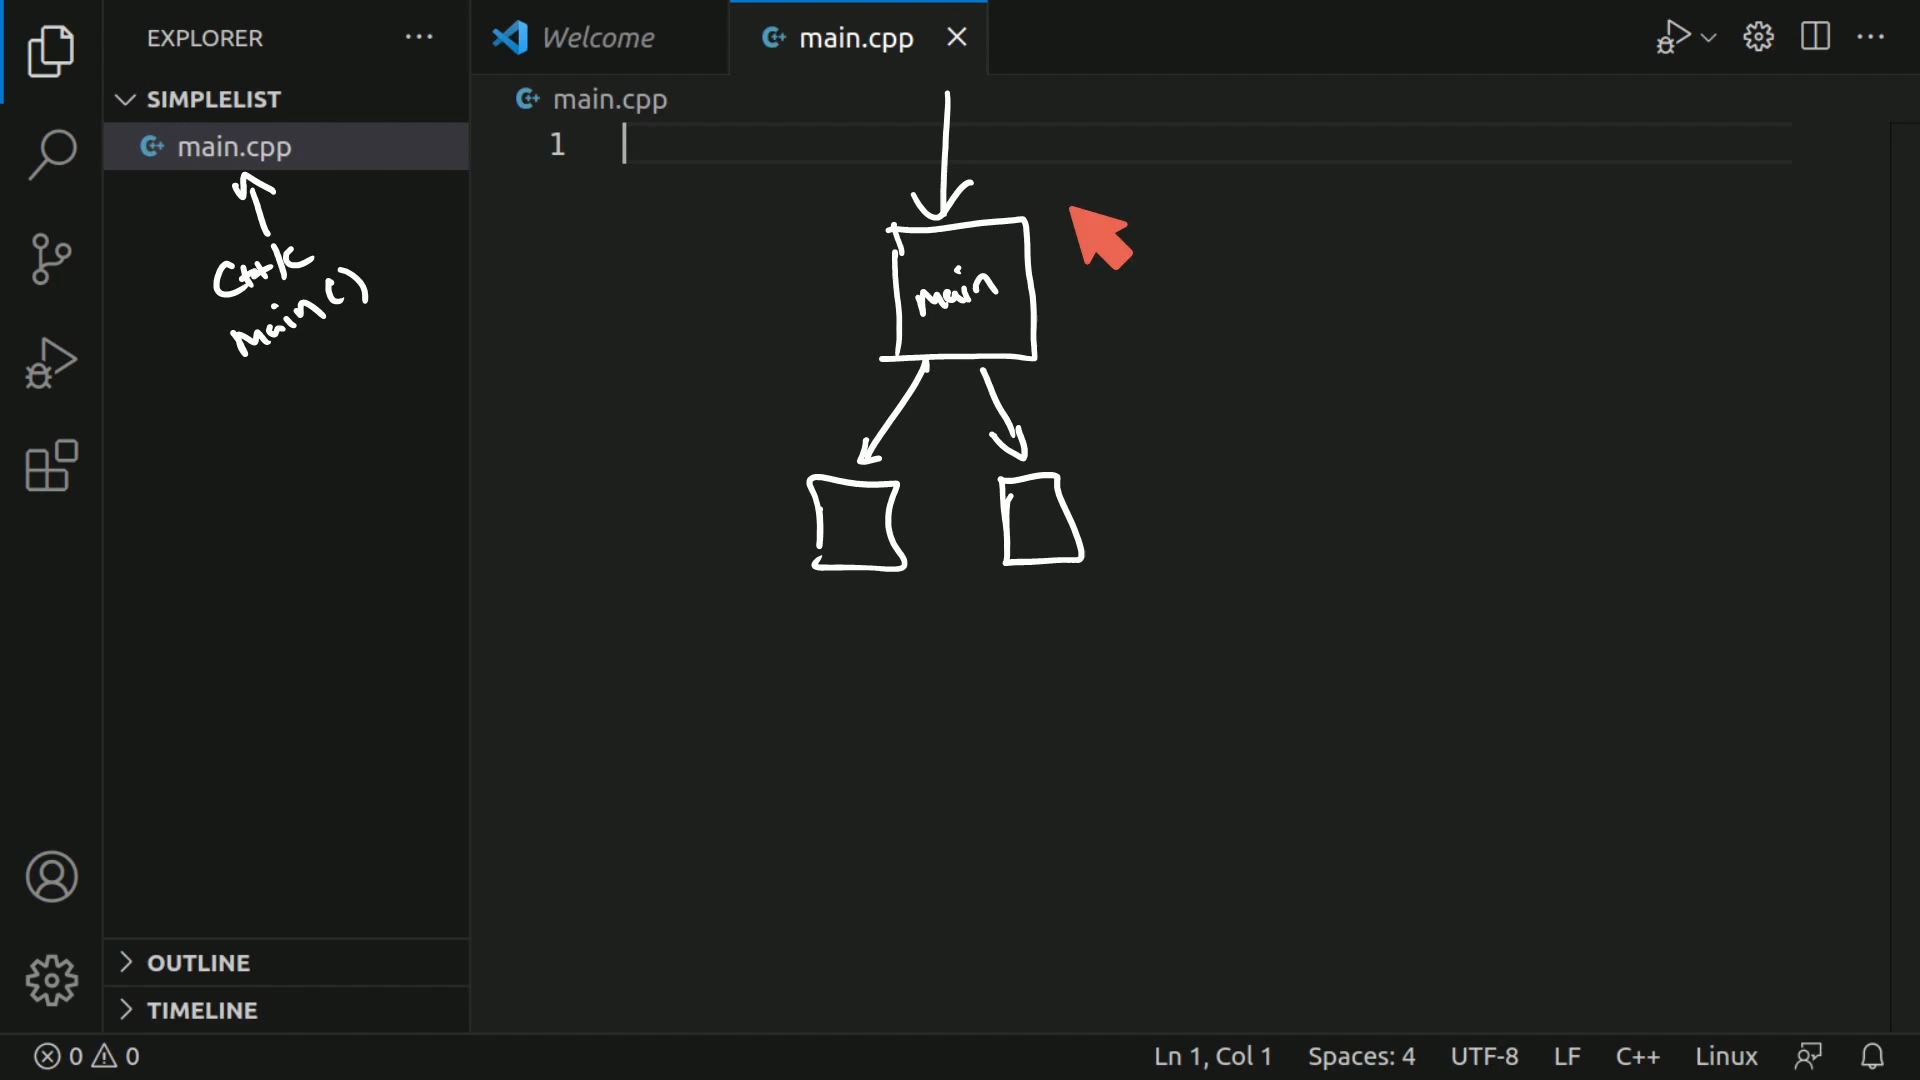 EXPLORER
SIMPLELIST
main.cpp
C++/C
main()
Welcome
main.cpp
main.cpp
1
main
OUTLINE
TIMELINE
0 0
Ln 1, Col 1 Spaces: 4 UTF-8 LF C++ Linux